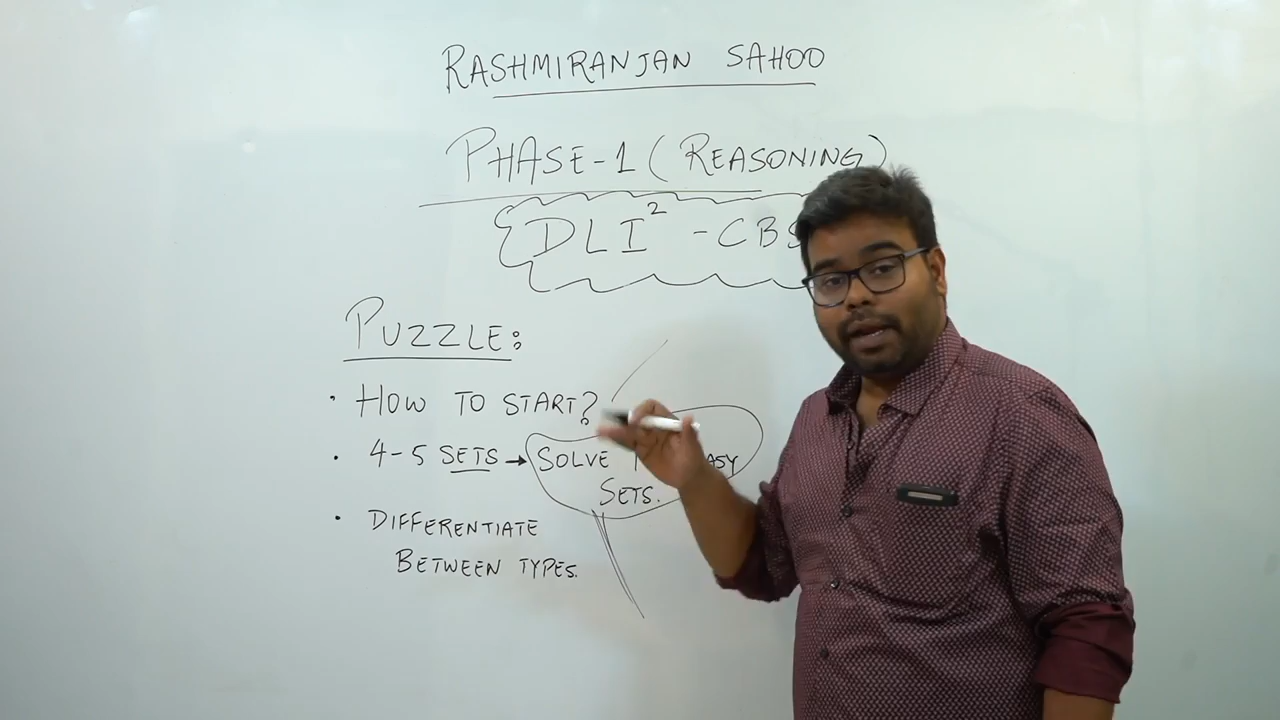 RASHMIRANJAN SAHOO
PHASE-1 (REASONING)
DLI² - CBS
PUZZLE:
• HOW TO START?
• 4-5 SETS → SOLVE
SETS.
• DIFFERENTIATE
BETWEEN TYPES.